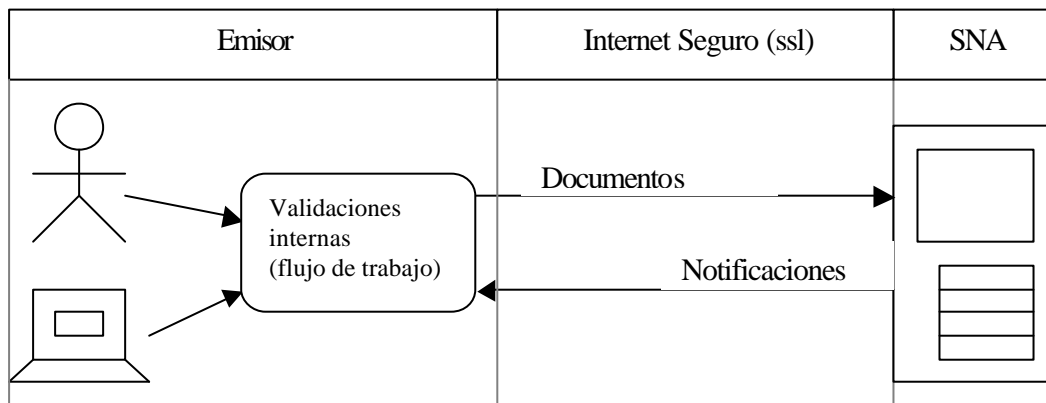 Emisor
Internet Seguro (ssl)
SNA
Documentos
Validaciones
internas
(flujo de trabajo)
Notificaciones